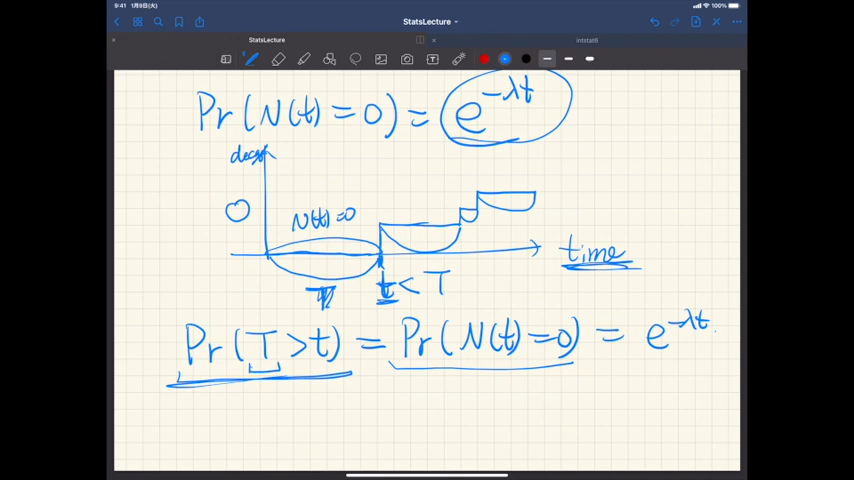 9:41 1月9日(火)
100%
StatsLecture
StatsLecture
intstat6
Pr(N(t)=0) = e^{-λt}
N(t)=0
time
t < T
Pr(T>t) = Pr(N(t)=0) = e^{-λt}